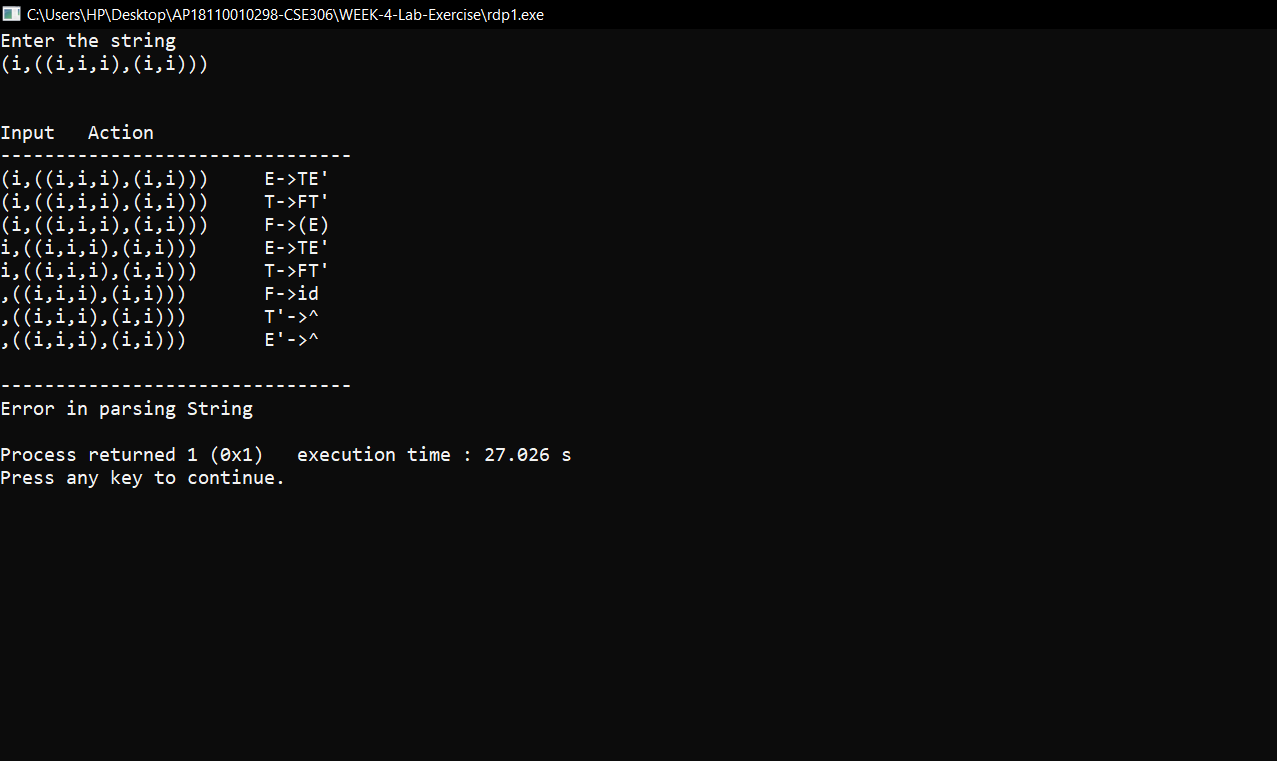 C:\Users\HP\Desktop\AP18110010298-CSE306\WEEK-4-Lab-Exercise\rdp1.exe
Enter the string
(i,((i,i,i),(i,i)))
Input   Action
--------------------------------
(i,((i,i,i),(i,i)))     E->TE'
(i,((i,i,i),(i,i)))     T->FT'
(i,((i,i,i),(i,i)))     F->(E)
i,((i,i,i),(i,i)))      E->TE'
i,((i,i,i),(i,i)))      T->FT'
,((i,i,i),(i,i)))       F->id
,((i,i,i),(i,i)))       T'->^
,((i,i,i),(i,i)))       E'->^
--------------------------------
Error in parsing String
Process returned 1 (0x1)   execution time : 27.026 s
Press any key to continue.